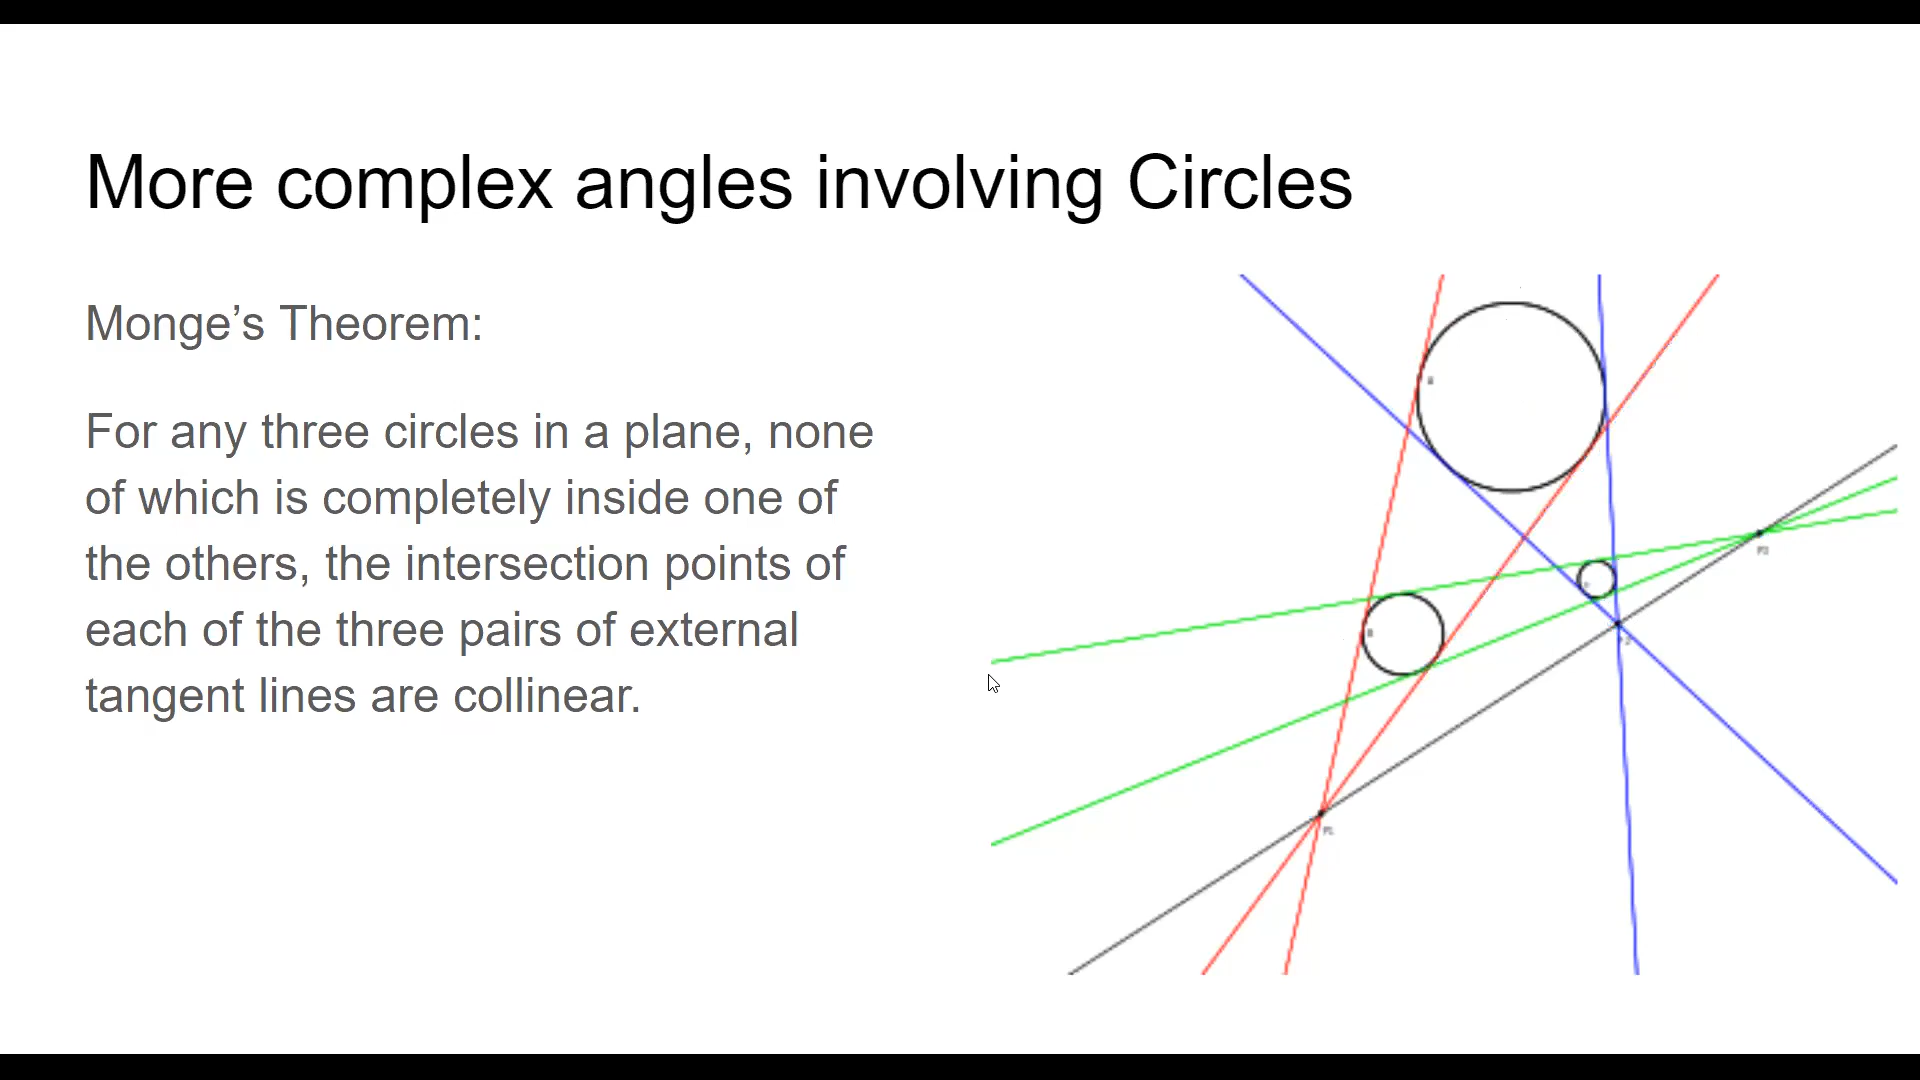 More complex angles involving Circles
Monge’s Theorem:
For any three circles in a plane, none
of which is completely inside one of
the others, the intersection points of
each of the three pairs of external
tangent lines are collinear.